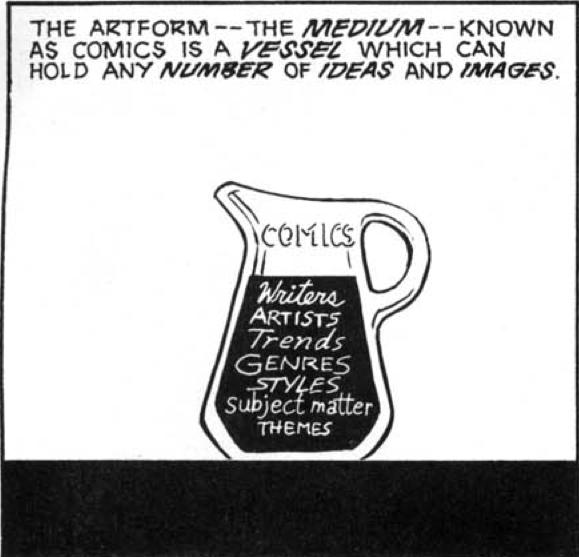 THE ARTFORM--THE MEDIUM--KNOWN
AS COMICS IS A VESSEL WHICH CAN
HOLD ANY NUMBER OF IDEAS AND IMAGES.
COMICS
Writers
ARTISTS
Trends
GENRES
STYLES
subject matter
THEMES